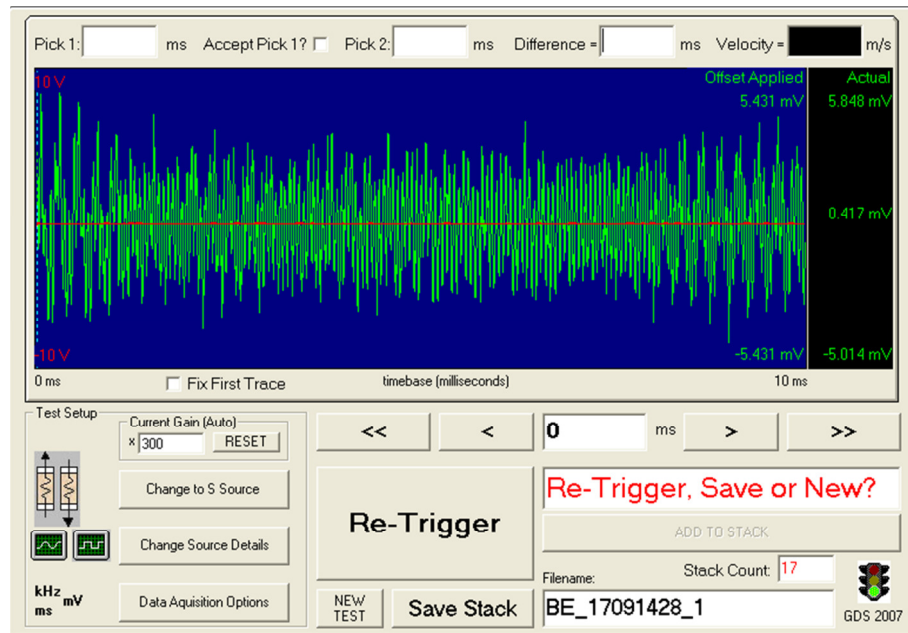 Pick 1: ms Accept Pick 1? Pick 2: ms Difference = ms Velocity = m/s
10 V Offset Applied Actual
5.431 mV 5.848 mV
0.417 mV
-10 V -5.431 mV -5.014 mV
0 ms Fix First Trace timebase (milliseconds) 10 ms
Test Setup
Current Gain (Auto)
x 300 RESET
<< < 0 ms > >>
Change to S Source
Re-Trigger
Re-Trigger, Save or New?
ADD TO STACK
Change Source Details
Stack Count: 17
Filename:
kHz
ms mV
Data Aquisition Options
NEW
TEST
Save Stack
BE_17091428_1
GDS 2007